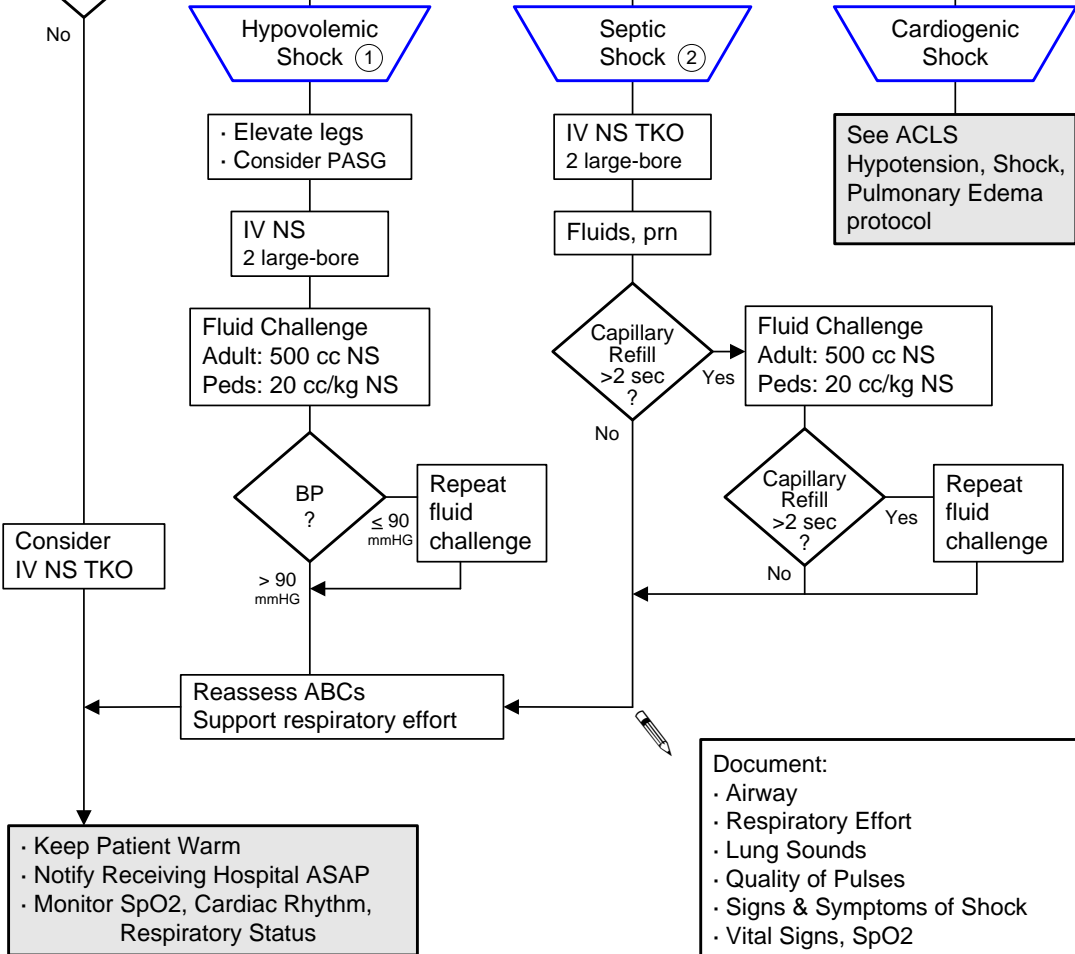 No
Consider
IV NS TKO
Hypovolemic
Shock 1
· Elevate legs
· Consider PASG
IV NS
2 large-bore
Fluid Challenge
Adult: 500 cc NS
Peds: 20 cc/kg NS
BP
?
≤ 90
mmHG
Repeat
fluid
challenge
> 90
mmHG
Septic
Shock 2
IV NS TKO
2 large-bore
Fluids, prn
Capillary
Refill
>2 sec
?
Yes
No
Fluid Challenge
Adult: 500 cc NS
Peds: 20 cc/kg NS
Capillary
Refill
>2 sec
?
Yes
No
Repeat
fluid
challenge
Cardiogenic
Shock
See ACLS
Hypotension, Shock,
Pulmonary Edema
protocol
Reassess ABCs
Support respiratory effort
· Keep Patient Warm
· Notify Receiving Hospital ASAP
· Monitor SpO2, Cardiac Rhythm,
Respiratory Status
Document:
· Airway
· Respiratory Effort
· Lung Sounds
· Quality of Pulses
· Signs & Symptoms of Shock
· Vital Signs, SpO2